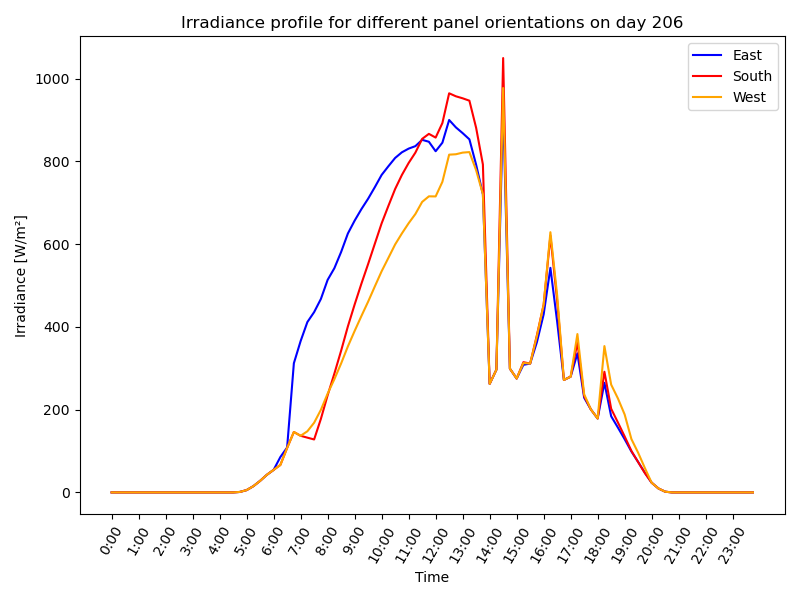 Irradiance profile for different panel orientations on day 206
East
South
West
1000
800
600
400
200
0
Irradiance [W/m²]
0:00 1:00 2:00 3:00 4:00 5:00 6:00 7:00 8:00 9:00 10:00 11:00 12:00 13:00 14:00 15:00 16:00 17:00 18:00 19:00 20:00 21:00 22:00 23:00
Time